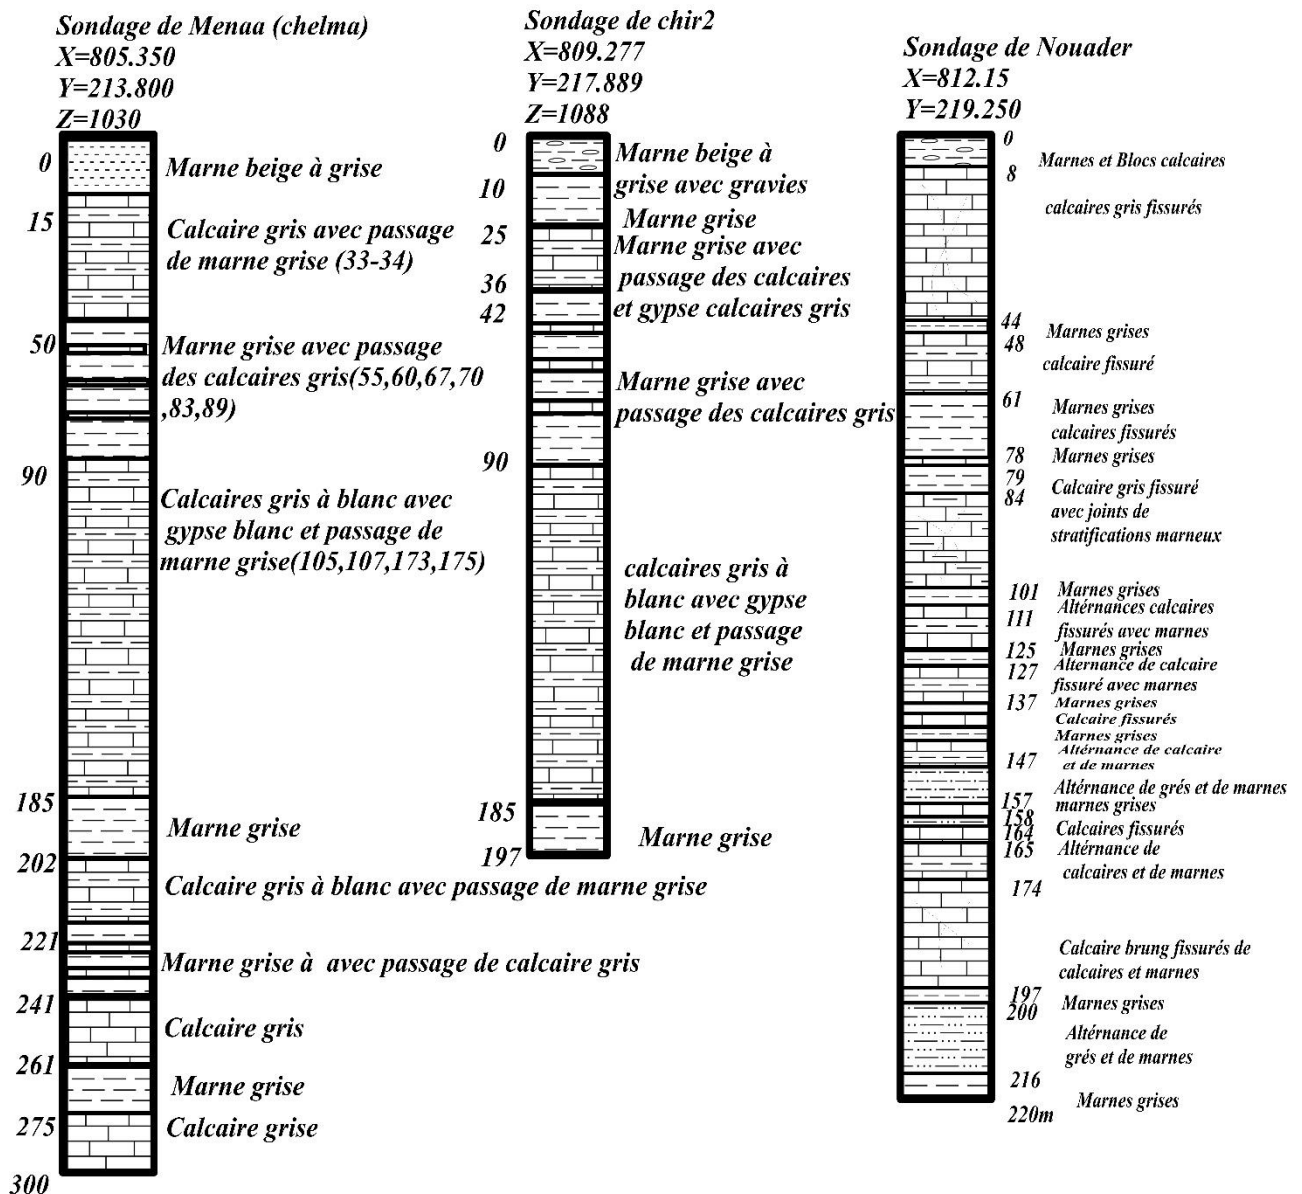 Sondage de Menaa (chelma)
X=805.350
Y=213.800
Z=1030
0
Marne beige à grise
15
Calcaire gris avec passage
de marne grise (33-34)
50
Marne grise avec passage
des calcaires gris(55,60,67,70
,83,89)
90
Calcaires gris à blanc avec
gypse blanc et passage de
marne grise(105,107,173,175)
185
Marne grise
202
Calcaire gris à blanc avec passage de marne grise
221
Marne grise à avec passage de calcaire gris
241
Calcaire gris
261
Marne grise
275
Calcaire grise
300
Sondage de chir2
X=809.277
Y=217.889
Z=1088
0
Marne beige à
grise avec gravies
10
Marne grise
25
Marne grise avec
passage des calcaires
et gypse calcaires gris
36
42
Marne grise avec
passage des calcaires gris
90
calcaires gris à
blanc avec gypse
blanc et passage
de marne grise
185
Marne grise
197
Sondage de Nouader
X=812.15
Y=219.250
0
Marnes et Blocs calcaires
8
calcaires gris fissurés
44
Marnes grises
48
calcaire fissuré
61
Marnes grises
calcaires fissurés
78
Marnes grises
79
Calcaire gris fissuré
84
avec joints de
stratifications marneux
101
Marnes grises
Altérnances calcaires
111
fissurés avec marnes
125
Marnes grises
127
Alternance de calcaire
fissuré avec marnes
137
Marnes grises
Calcaire fissurés
Marnes grises
Altérnance de calcaire
147
et de marnes
Altérnance de grés et de marnes
157
marnes grises
158
164
Calcaires fissurés
165
Altérnance de
calcaires et de marnes
174
Calcaire brung fissurés de
calcaires et marnes
197
Marnes grises
200
Altérnance de
grés et de marnes
216
Marnes grises
220m